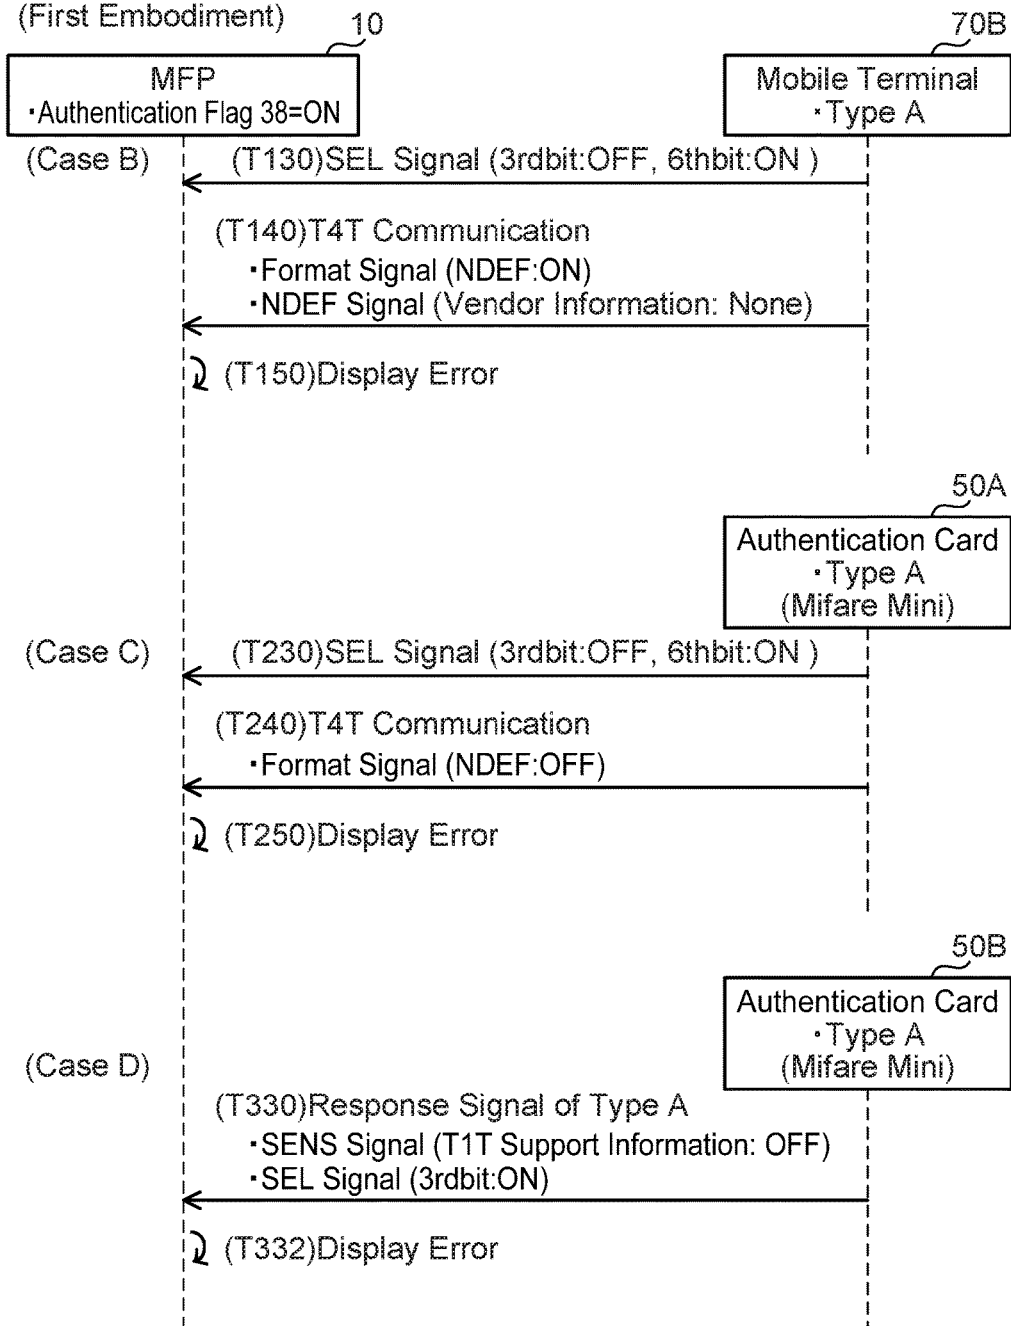 (First Embodiment)
10
70B
MFP
・Authentication Flag 38=ON
Mobile Terminal
・Type A
(Case B)
(T130)SEL Signal (3rdbit:OFF, 6thbit:ON )
(T140)T4T Communication
・Format Signal (NDEF:ON)
・NDEF Signal (Vendor Information: None)
(T150)Display Error
50A
Authentication Card
・Type A
(Mifare Mini)
(Case C)
(T230)SEL Signal (3rdbit:OFF, 6thbit:ON )
(T240)T4T Communication
・Format Signal (NDEF:OFF)
(T250)Display Error
50B
Authentication Card
・Type A
(Mifare Mini)
(Case D)
(T330)Response Signal of Type A
・SENS Signal (T1T Support Information: OFF)
・SEL Signal (3rdbit:ON)
(T332)Display Error